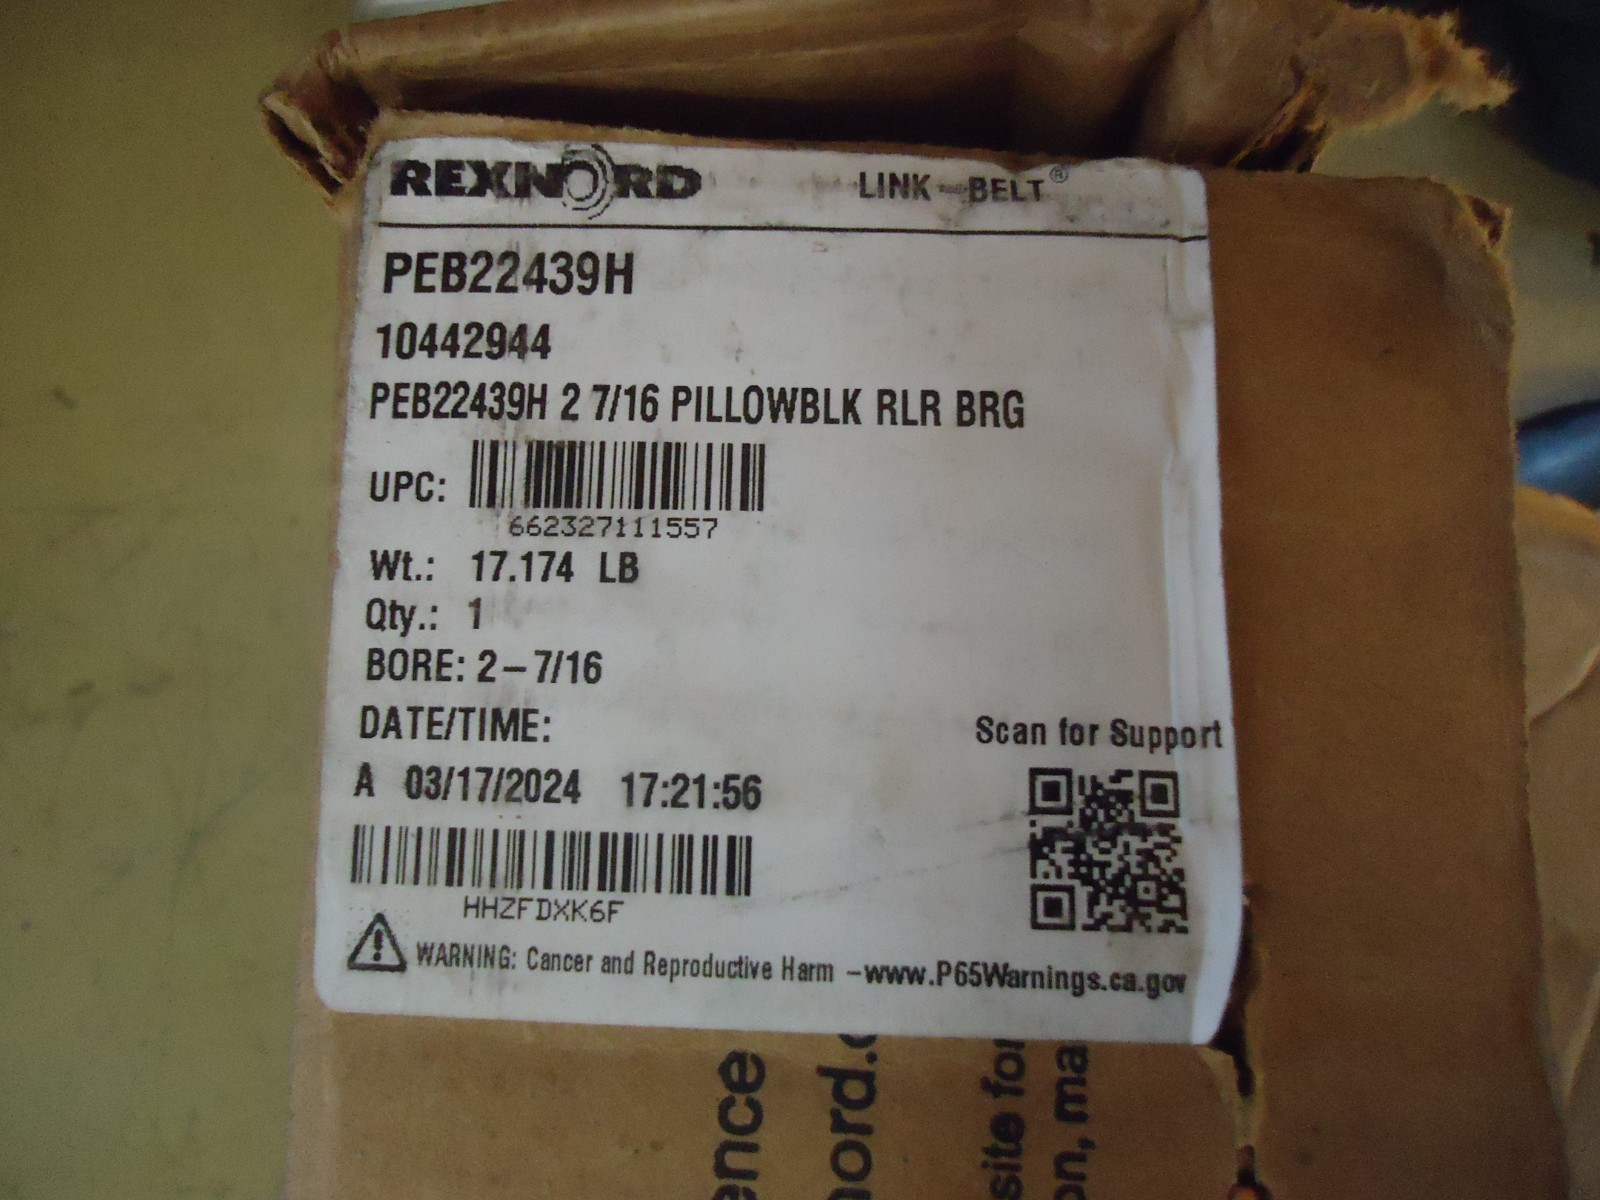 REXNORD LINK-BELT®
PEB22439H
10442944
PEB22439H 2 7/16 PILLOWBLK RLR BRG
UPC:
662327111557
Wt.: 17.174 LB
Qty.: 1
BORE: 2-7/16
DATE/TIME:
A 03/17/2024 17:21:56
Scan for Support
HHZFDXK6F
WARNING: Cancer and Reproductive Harm -www.P65Warnings.ca.gov
ence
nord.c
site for
on, ma